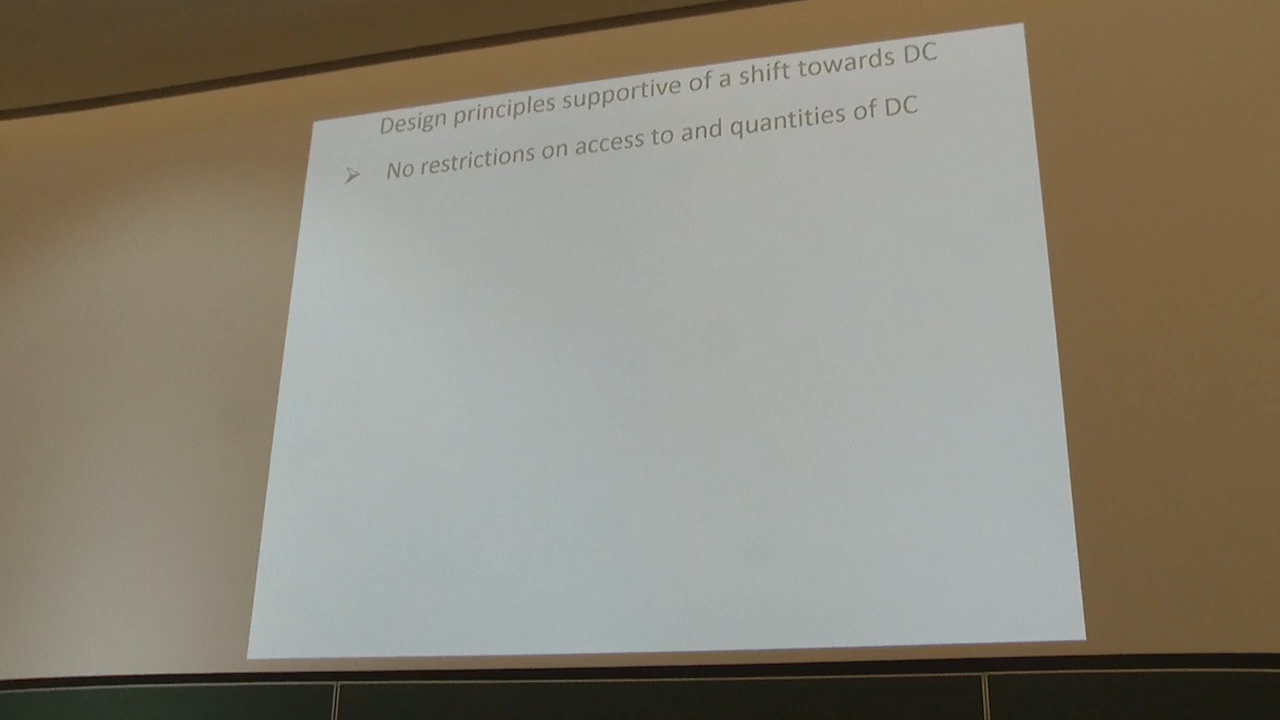 Design principles supportive of a shift towards DC
➢ No restrictions on access to and quantities of DC